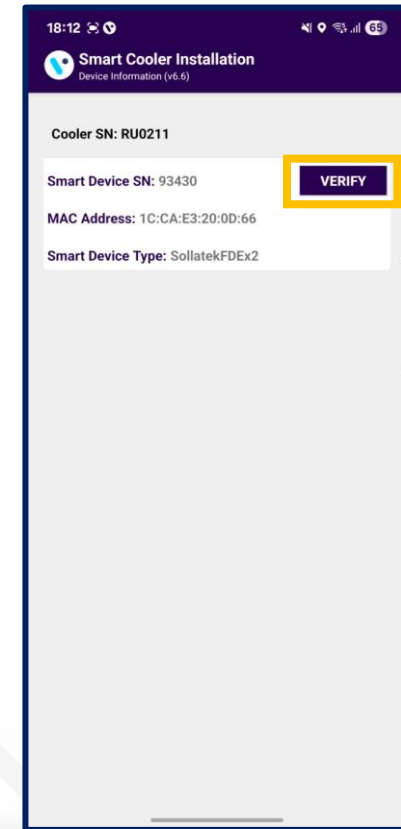 18:12
65
Smart Cooler Installation
Device Information (v6.6)
Cooler SN: RU0211
Smart Device SN: 93430
VERIFY
MAC Address: 1C:CA:E3:20:0D:66
Smart Device Type: SollatekFDEx2